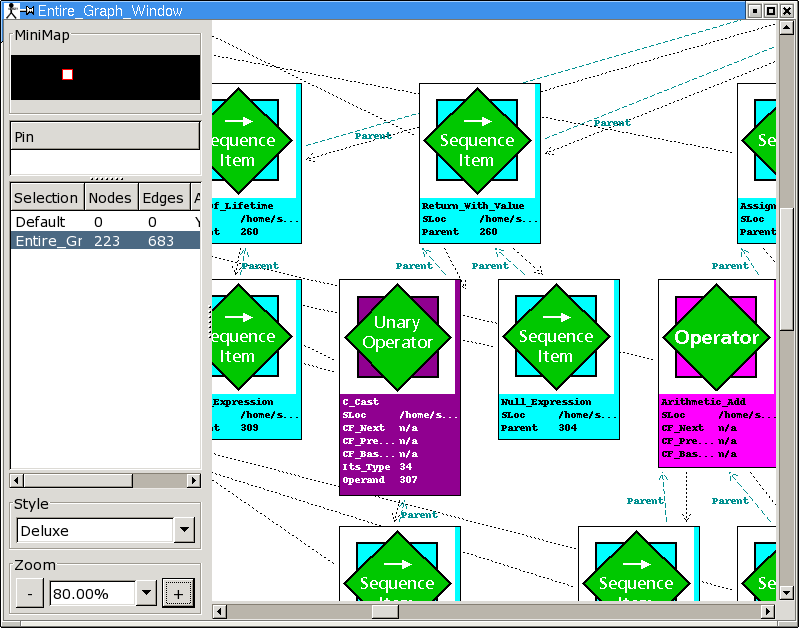 Entire_Graph_Window
MiniMap
Pin
Selection Nodes Edges A
Default 0 0 Y
Entire_Gr 223 683
Style
Deluxe
Zoom
- 80.00% +
Parent
Parent
equence
Item
f_Lifetime
/home/s...
t 260
Sequence
Item
Return_With_Value
SLoc /home/s...
Parent 260
Se
Assign
SLoc
Parent
Parent
Parent
Parent
Parent
equence
Item
_Expression
/home/s...
t 309
Unary
Operator
C_Cast
SLoc /home/s...
CF_Next n/a
CF_Pre... n/a
CF_Bas... n/a
Its_Type 34
Operand 307
Sequence
Item
Null_Expression
SLoc /home/s...
Parent 304
Operator
Arithmetic_Add
SLoc /home/s...
CF_Next n/a
CF_Pre... n/a
CF_Bas... n/a
Parent
Parent
Parent
Sequence
Item
Sequence
Item
Se